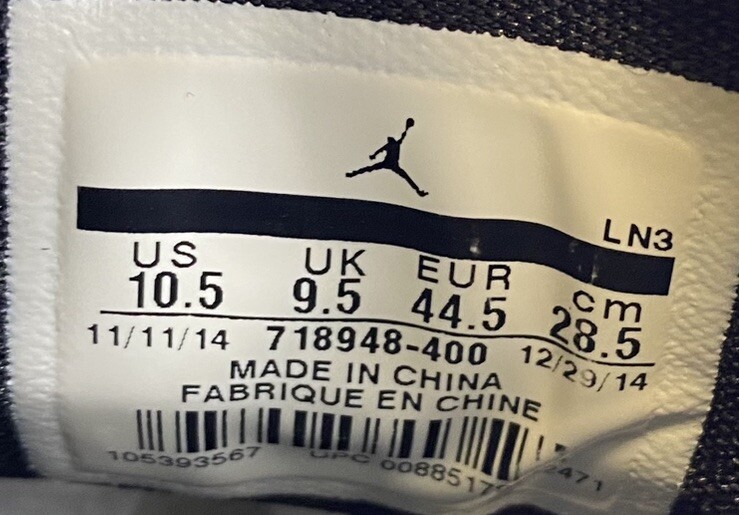 LN3
US UK EUR cm
10.5 9.5 44.5 28.5
11/11/14 718948-400 12/29/14
MADE IN CHINA
FABRIQUE EN CHINE
105393567 UPC